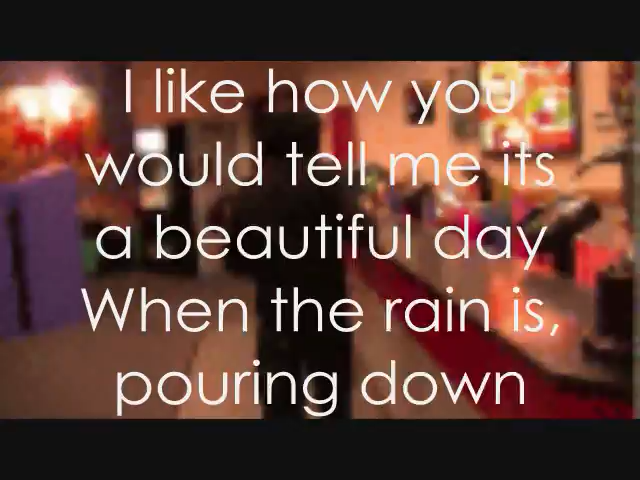 I like how you
would tell me its
a beautiful day
When the rain is,
pouring down